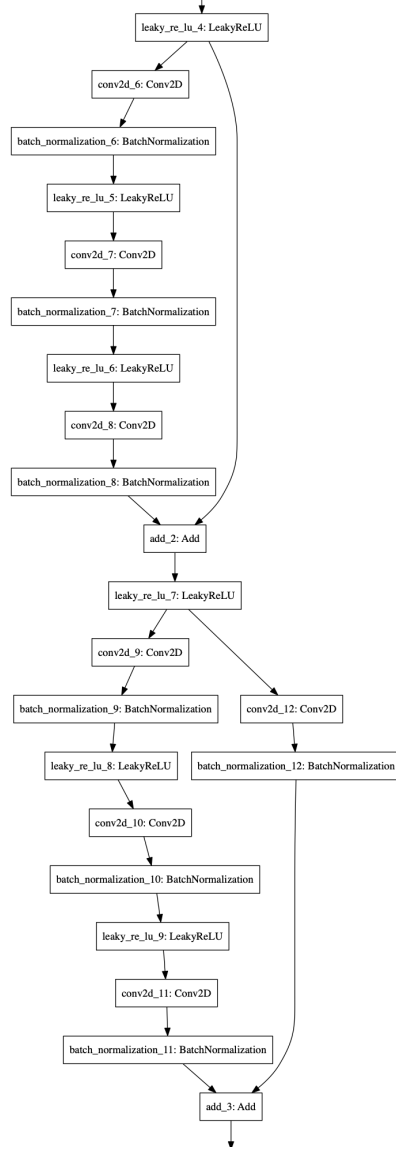 leaky_re_lu_4: LeakyReLU
conv2d_6: Conv2D
batch_normalization_6: BatchNormalization
leaky_re_lu_5: LeakyReLU
conv2d_7: Conv2D
batch_normalization_7: BatchNormalization
leaky_re_lu_6: LeakyReLU
conv2d_8: Conv2D
batch_normalization_8: BatchNormalization
add_2: Add
leaky_re_lu_7: LeakyReLU
conv2d_9: Conv2D
batch_normalization_9: BatchNormalization
conv2d_12: Conv2D
leaky_re_lu_8: LeakyReLU
batch_normalization_12: BatchNormalization
conv2d_10: Conv2D
batch_normalization_10: BatchNormalization
leaky_re_lu_9: LeakyReLU
conv2d_11: Conv2D
batch_normalization_11: BatchNormalization
add_3: Add